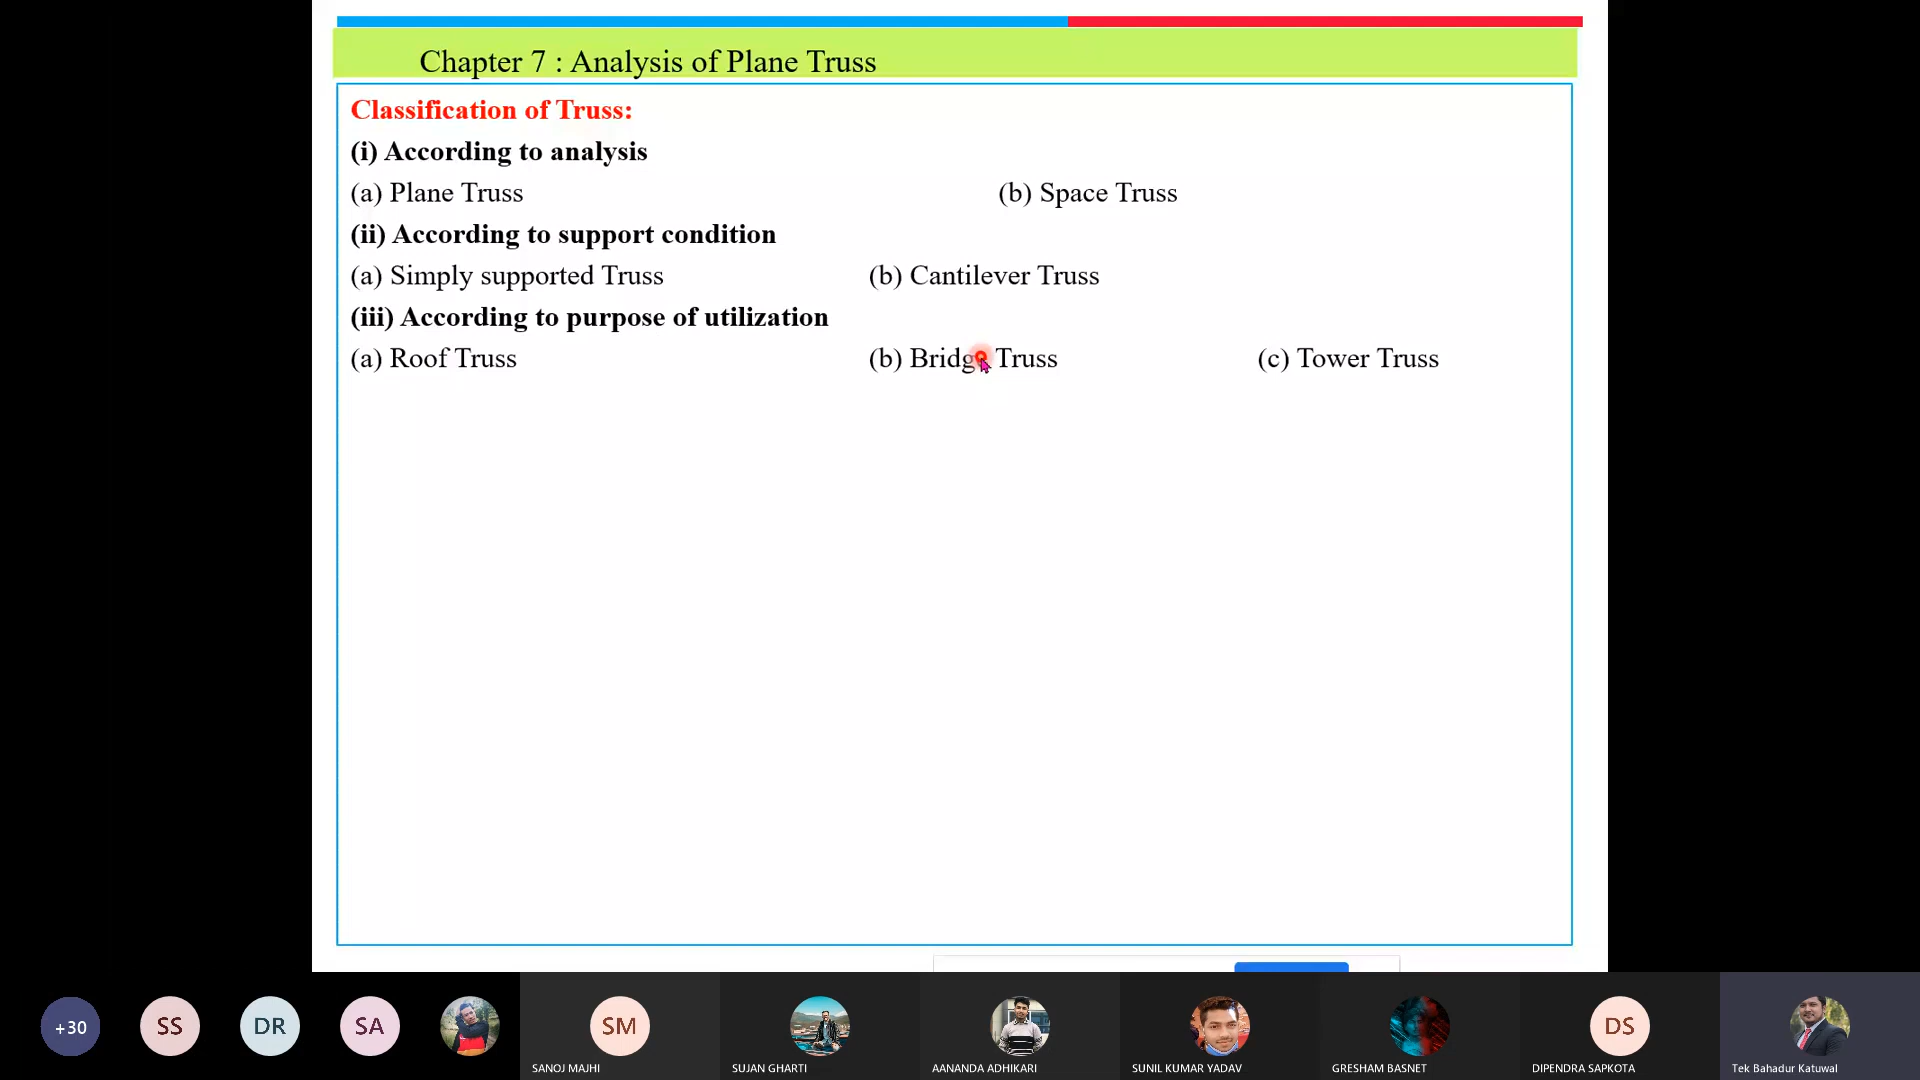 Chapter 7 : Analysis of Plane Truss
Classification of Truss:
(i) According to analysis
(a) Plane Truss (b) Space Truss
(ii) According to support condition
(a) Simply supported Truss (b) Cantilever Truss
(iii) According to purpose of utilization
(a) Roof Truss (b) Bridge Truss (c) Tower Truss
+30 SS DR SA SM DS
SANOJ MAJHI SUJAN GHARTI AANANDA ADHIKARI SUNIL KUMAR YADAV GRESHAM BASNET DIPENDRA SAPKOTA Tek Bahadur Katuwal